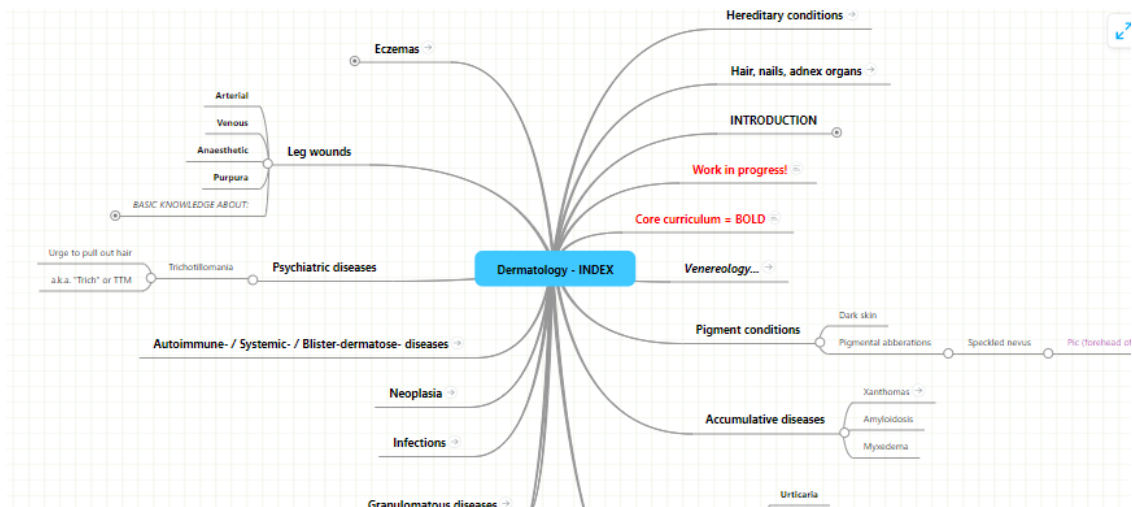 Hereditary conditions
Eczemas
Hair, nails, adnex organs
INTRODUCTION
Arterial
Venous
Anaesthetic
Purpura
BASIC KNOWLEDGE ABOUT:
Leg wounds
Work in progress!
Core curriculum = BOLD
Urge to pull out hair
a.k.a. "Trich" or TTM
Trichotillomania
Psychiatric diseases
Dermatology - INDEX
Venereology...
Pigment conditions
Dark skin
Pigmental abberations
Speckled nevus
Pic (forehead of
Autoimmune- / Systemic- / Blister-dermatose- diseases
Neoplasia
Accumulative diseases
Xanthomas
Amyloidosis
Myxedema
Infections
Granulomatous diseases
Urticaria